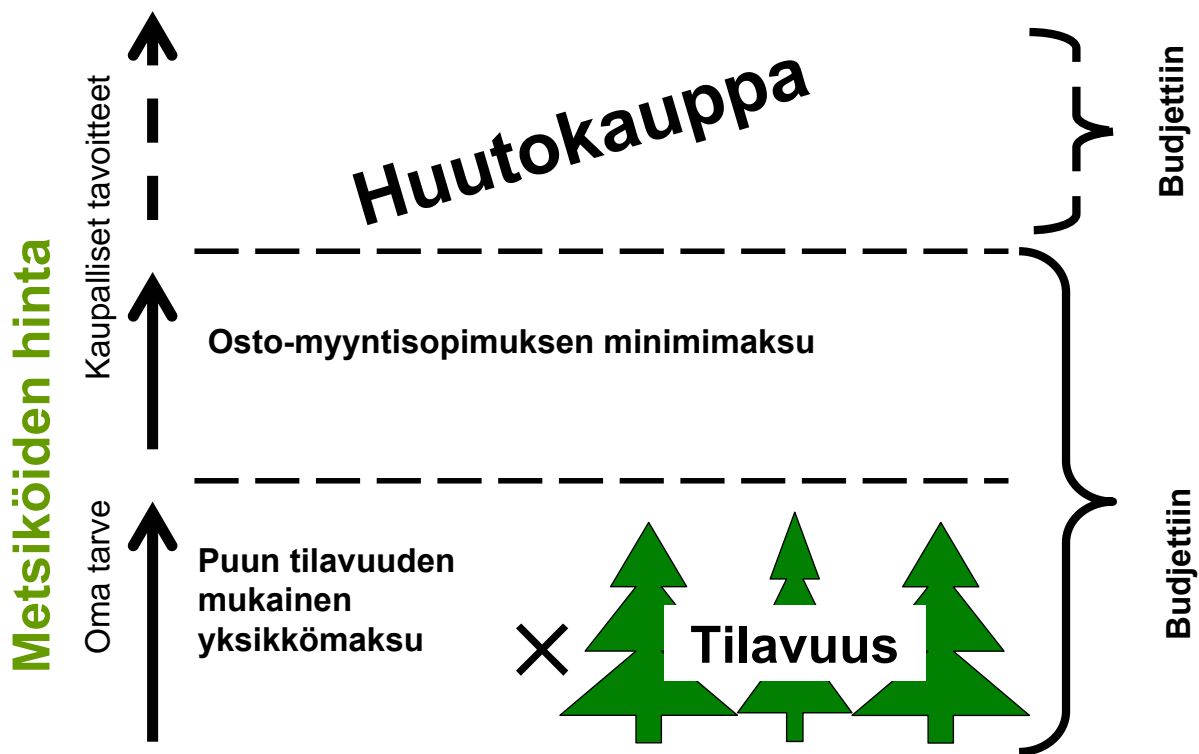 Metsiköiden hinta
Kaupalliset tavoitteet
Oma tarve
Huutokauppa
Budjettiin
Osto-myyntisopimuksen minimimaksu
Puun tilavuuden
mukainen
yksikkömaksu
×
Tilavuus
Budjettiin